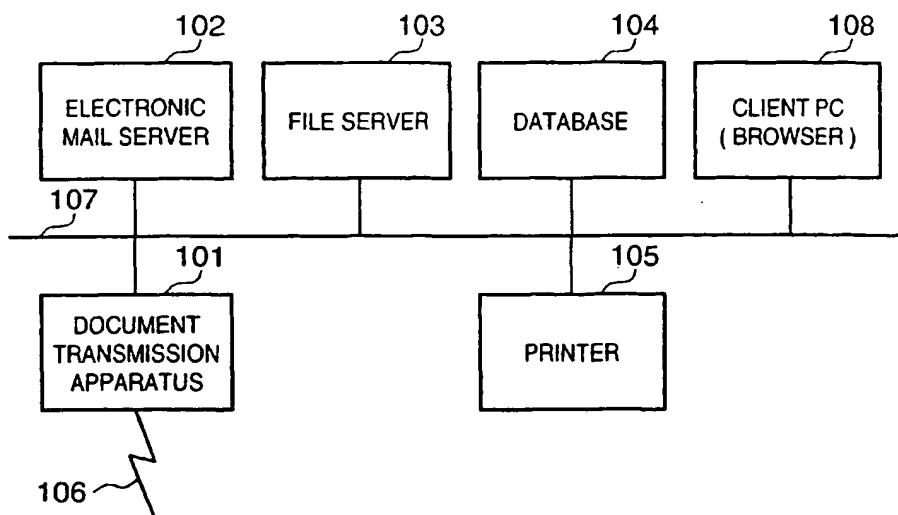 102
103
104
108
ELECTRONIC
MAIL SERVER
FILE SERVER
DATABASE
CLIENT PC
( BROWSER )
107
101
105
DOCUMENT
TRANSMISSION
APPARATUS
PRINTER
106